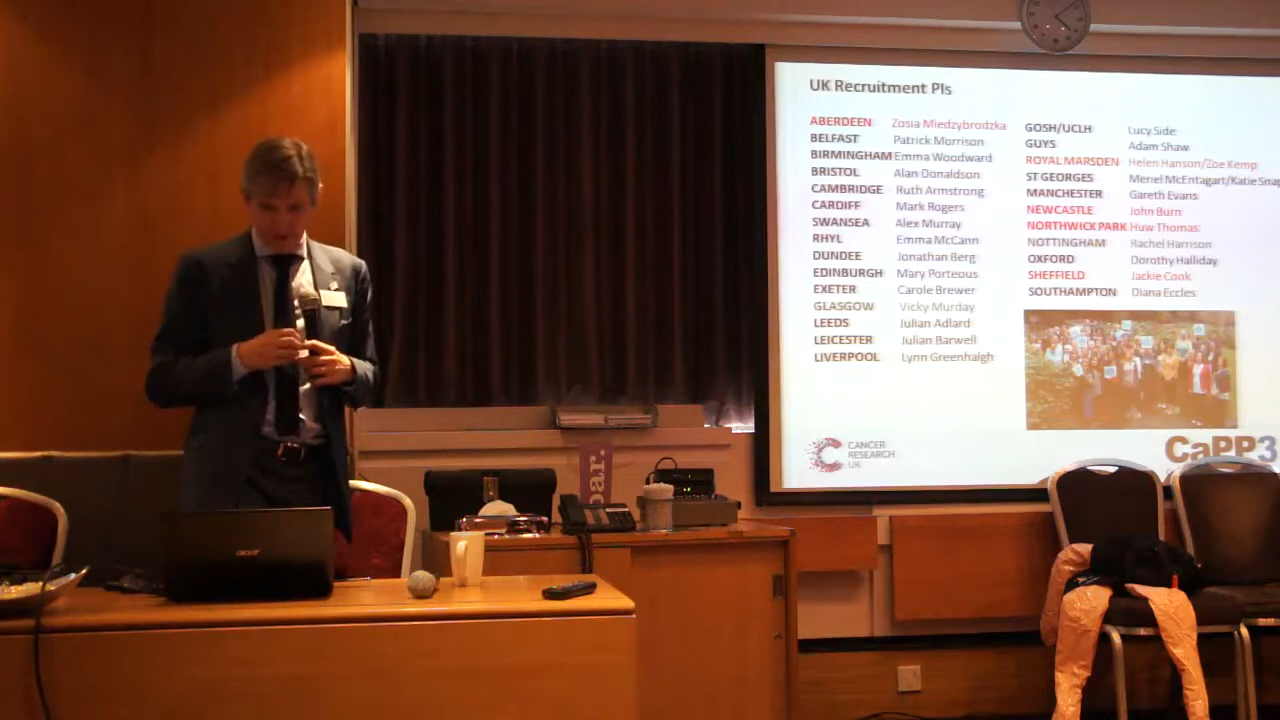 UK Recruitment PIs
ABERDEEN Zosia Miedzybrodzka
BELFAST Patrick Morrison
BIRMINGHAM Emma Woodward
BRISTOL Alan Donaldson
CAMBRIDGE Ruth Armstrong
CARDIFF Mark Rogers
SWANSEA Alex Murray
RHYL Emma McCann
DUNDEE Jonathan Berg
EDINBURGH Mary Porteous
EXETER Carole Brewer
GLASGOW Vicky Murday
LEEDS Julian Adlard
LEICESTER Julian Barwell
LIVERPOOL Lynn Greenhalgh
GOSH/UCLH Lucy Side
GUYS Adam Shaw
ROYAL MARSDEN Helen Hanson/Zoe Kemp
ST GEORGES Meriel McEntagart/Katie Snap
MANCHESTER Gareth Evans
NEWCASTLE John Burn
NORTHWICK PARK Huw Thomas
NOTTINGHAM Rachel Harrison
OXFORD Dorothy Halliday
SHEFFIELD Jackie Cook
SOUTHAMPTON Diana Eccles
CANCER
RESEARCH
UK
CaPP3
bar.
acer